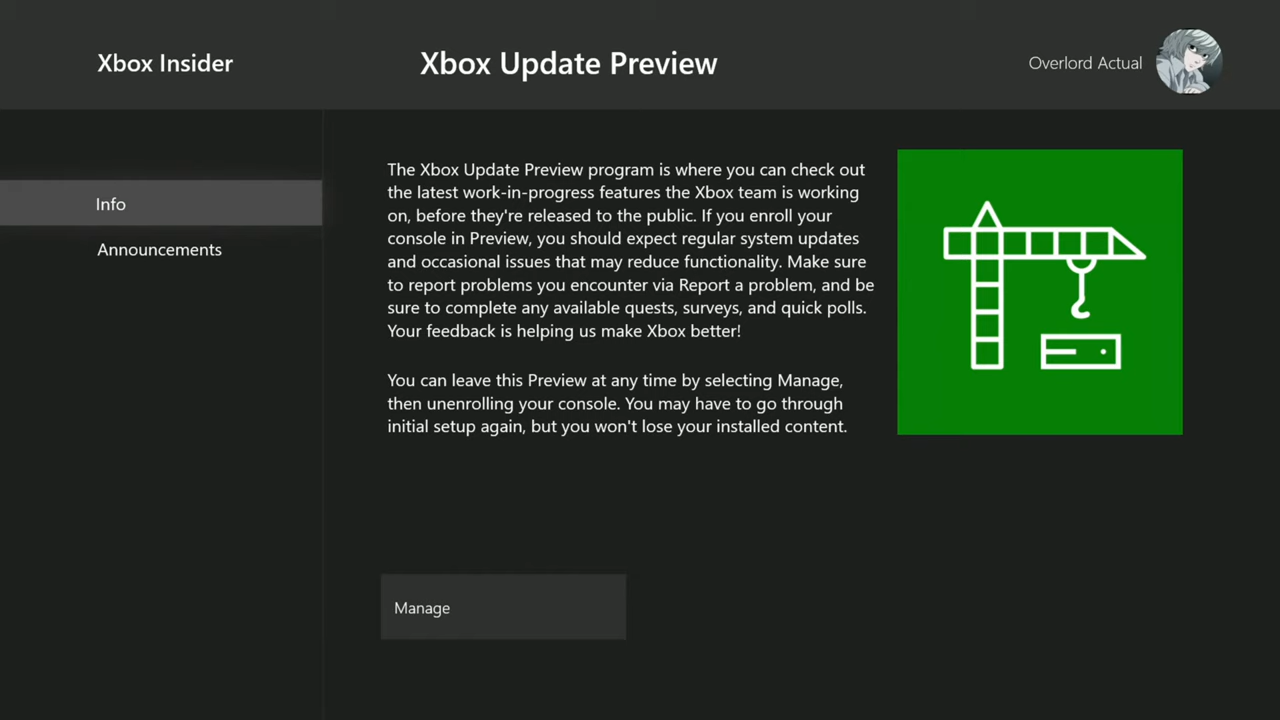 Xbox Insider
Xbox Update Preview
Overlord Actual
Info
Announcements
The Xbox Update Preview program is where you can check out
the latest work-in-progress features the Xbox team is working
on, before they're released to the public. If you enroll your
console in Preview, you should expect regular system updates
and occasional issues that may reduce functionality. Make sure
to report problems you encounter via Report a problem, and be
sure to complete any available quests, surveys, and quick polls.
Your feedback is helping us make Xbox better!
You can leave this Preview at any time by selecting Manage,
then unenrolling your console. You may have to go through
initial setup again, but you won't lose your installed content.
Manage